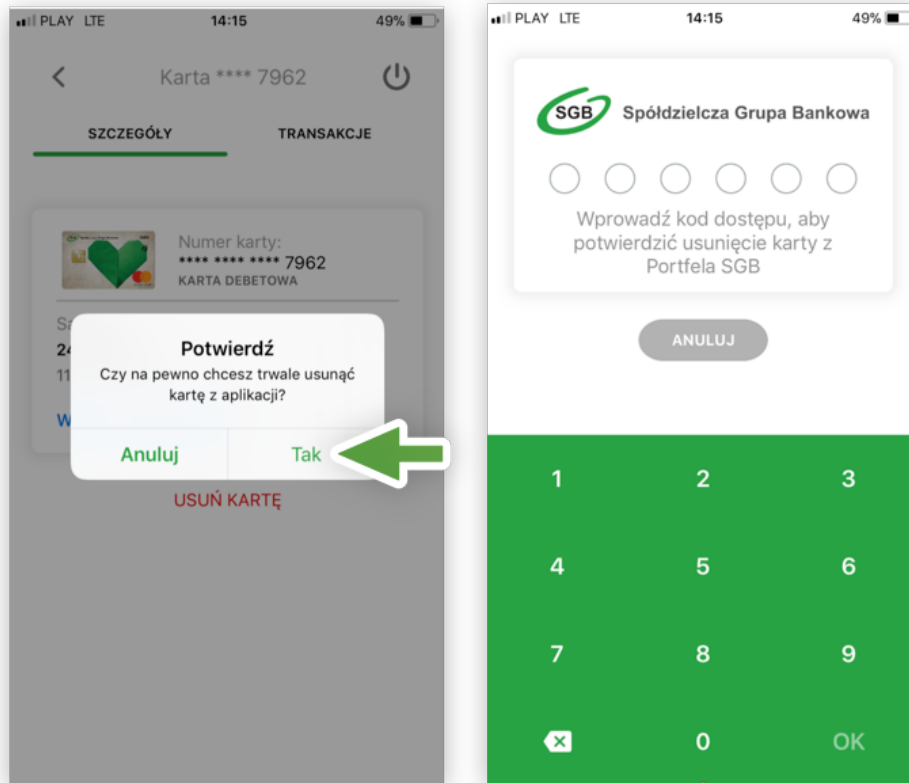 PLAY LTE 14:15 49%
Karta **** 7962
SZCZEGÓŁY TRANSAKCJE
Numer karty:
**** **** **** 7962
KARTA DEBETOWA
Potwierdź
Czy na pewno chcesz trwale usunąć
kartę z aplikacji?
Anuluj Tak
USUŃ KARTĘ
PLAY LTE 14:15 49%
SGB Spółdzielcza Grupa Bankowa
Wprowadź kod dostępu, aby
potwierdzić usunięcie karty z
Portfela SGB
ANULUJ
1 2 3
4 5 6
7 8 9
0 OK